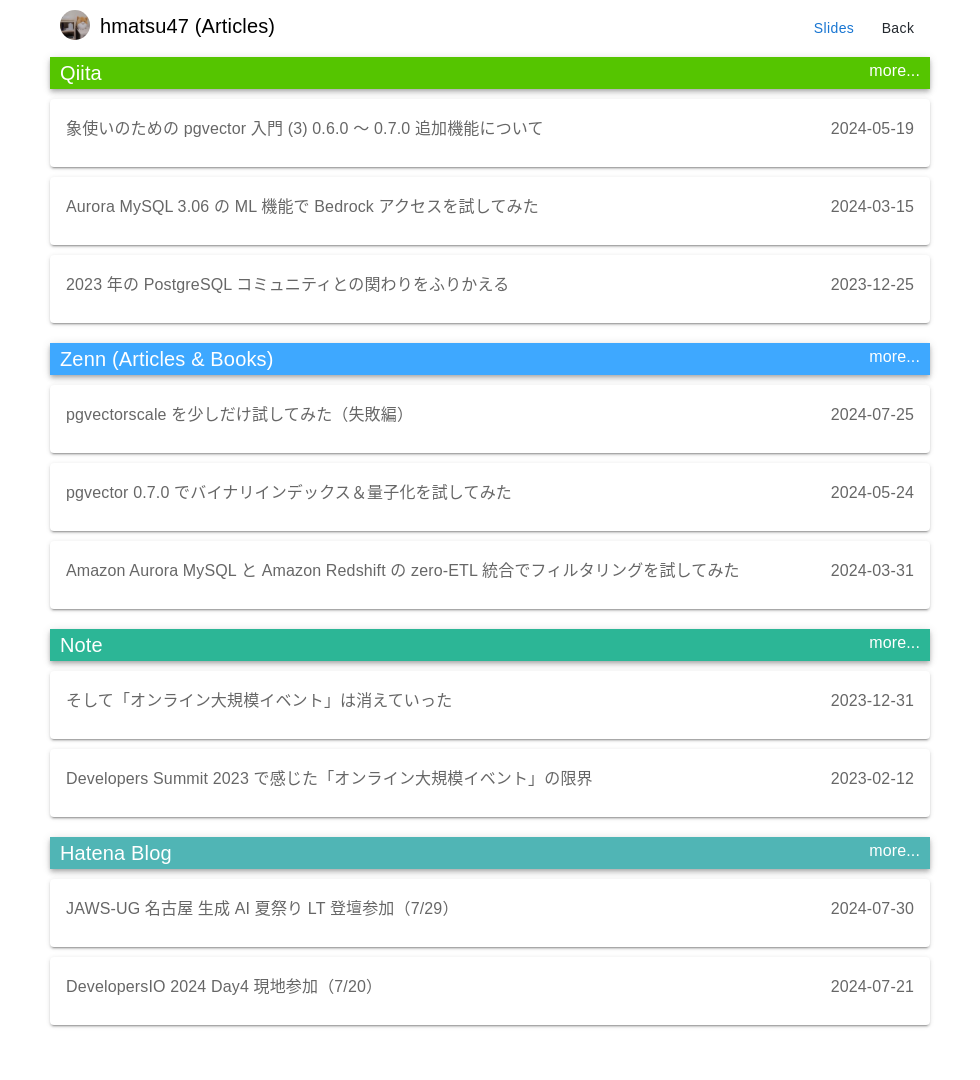 hmatsu47 (Articles)
Slides
Back
Qiita
more...
象使いのための pgvector 入門 (3) 0.6.0 〜 0.7.0 追加機能について
2024-05-19
Aurora MySQL 3.06 の ML 機能で Bedrock アクセスを試してみた
2024-03-15
2023 年の PostgreSQL コミュニティとの関わりをふりかえる
2023-12-25
Zenn (Articles & Books)
more...
pgvectorscale を少しだけ試してみた（失敗編）
2024-07-25
pgvector 0.7.0 でバイナリインデックス＆量子化を試してみた
2024-05-24
Amazon Aurora MySQL と Amazon Redshift の zero-ETL 統合でフィルタリングを試してみた
2024-03-31
Note
more...
そして「オンライン大規模イベント」は消えていった
2023-12-31
Developers Summit 2023 で感じた「オンライン大規模イベント」の限界
2023-02-12
Hatena Blog
more...
JAWS-UG 名古屋 生成 AI 夏祭り LT 登壇参加（7/29）
2024-07-30
DevelopersIO 2024 Day4 現地参加（7/20）
2024-07-21